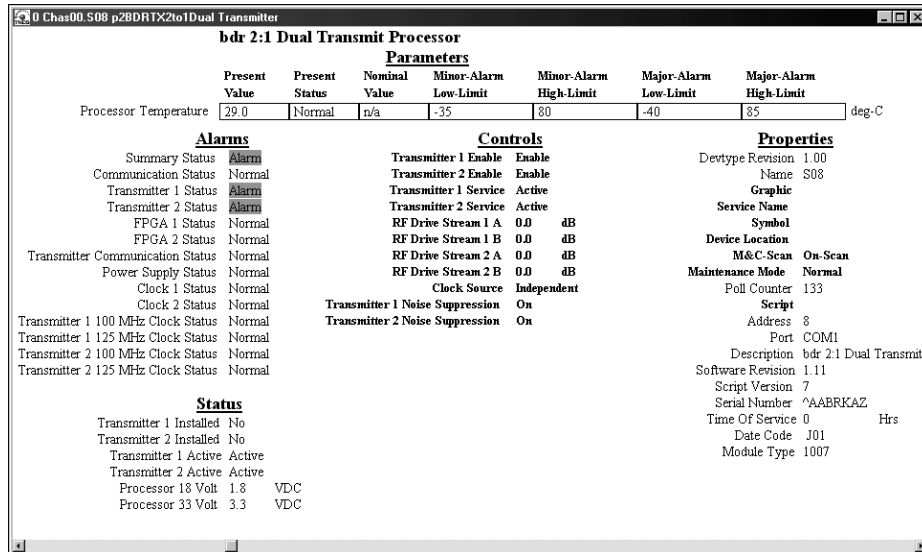 0 Chas00.S08 p2BDRTX2to1Dual Transmitter
bdr 2:1 Dual Transmit Processor
Parameters
Present Present Nominal Minor-Alarm Minor-Alarm Major-Alarm Major-Alarm
Value Status Value Low-Limit High-Limit Low-Limit High-Limit
Processor Temperature 29.0 Normal n/a -35 80 -40 85 deg-C
Alarms
Summary Status Alarm
Communication Status Normal
Transmitter 1 Status Alarm
Transmitter 2 Status Alarm
FPGA 1 Status Normal
FPGA 2 Status Normal
Transmitter Communication Status Normal
Power Supply Status Normal
Clock 1 Status Normal
Clock 2 Status Normal
Transmitter 1 100 MHz Clock Status Normal
Transmitter 1 125 MHz Clock Status Normal
Transmitter 2 100 MHz Clock Status Normal
Transmitter 2 125 MHz Clock Status Normal
Status
Transmitter 1 Installed No
Transmitter 2 Installed No
Transmitter 1 Active Active
Transmitter 2 Active Active
Processor 18 Volt 1.8 VDC
Processor 33 Volt 3.3 VDC
Controls
Transmitter 1 Enable Enable
Transmitter 2 Enable Enable
Transmitter 1 Service Active
Transmitter 2 Service Active
RF Drive Stream 1 A 0.0 dB
RF Drive Stream 1 B 0.0 dB
RF Drive Stream 2 A 0.0 dB
RF Drive Stream 2 B 0.0 dB
Clock Source Independent
Transmitter 1 Noise Suppression On
Transmitter 2 Noise Suppression On
Properties
Devtype Revision 1.00
Name S08
Graphic
Service Name
Symbol
Device Location
M&C-Scan On-Scan
Maintenance Mode Normal
Poll Counter 133
Script
Address 8
Port COM1
Description bdr 2:1 Dual Transmit
Software Revision 1.11
Script Version 7
Serial Number ^AABRKAZ
Time Of Service 0 Hrs
Date Code J01
Module Type 1007